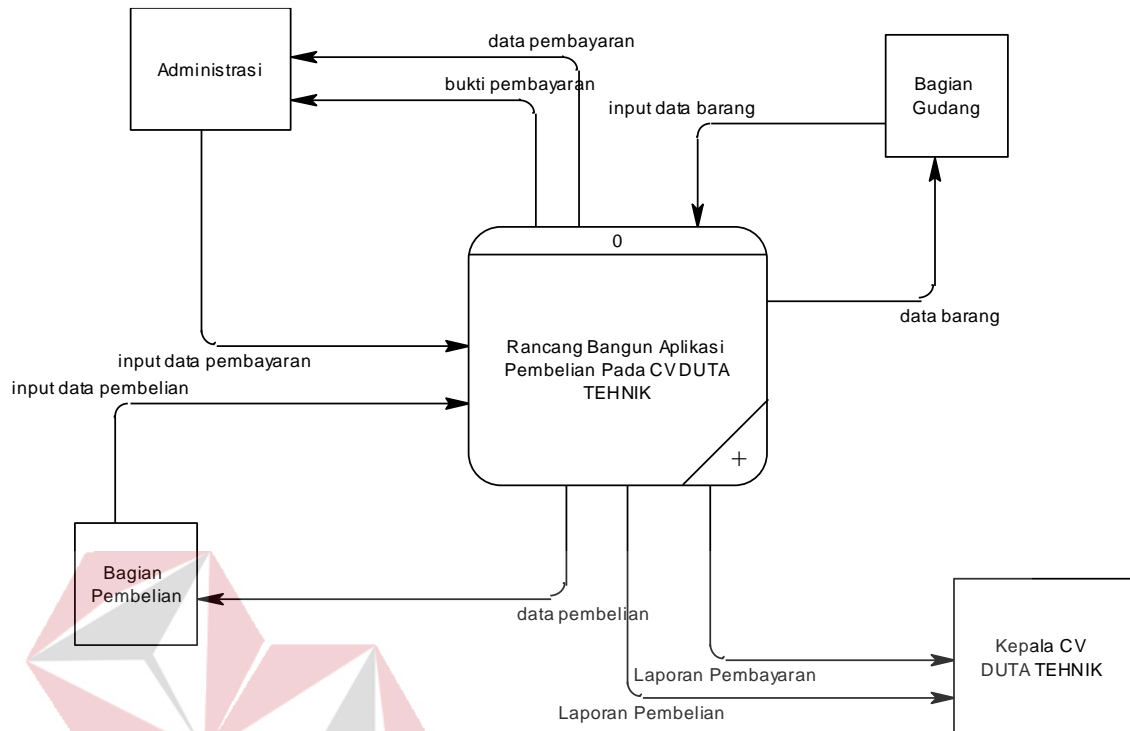 data pembayaran
Administrasi
bukti pembayaran
Bagian
Gudang
input data barang
0
data barang
Rancang Bangun Aplikasi
Pembelian Pada CV DUTA
TEHNIK
input data pembayaran
input data pembelian
+
Bagian
Pembelian
data pembelian
Kepala CV
DUTA TEHNIK
Laporan Pembayaran
Laporan Pembelian